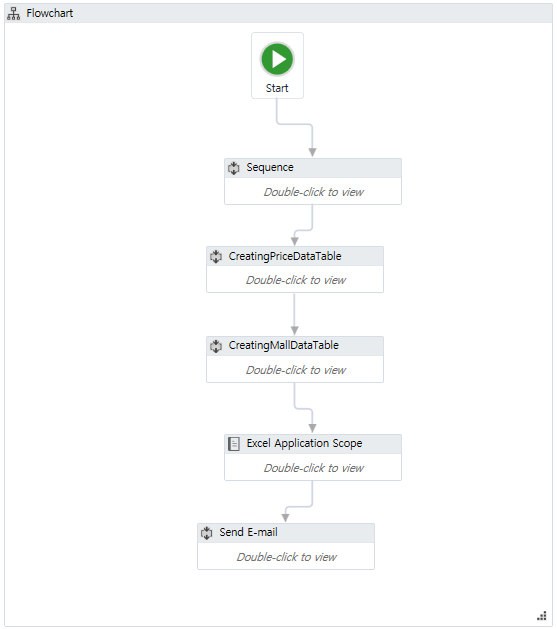 Flowchart
Start
Sequence
Double-click to view
CreatingPriceDataTable
Double-click to view
CreatingMallDataTable
Double-click to view
Excel Application Scope
Double-click to view
Send E-mail
Double-click to view